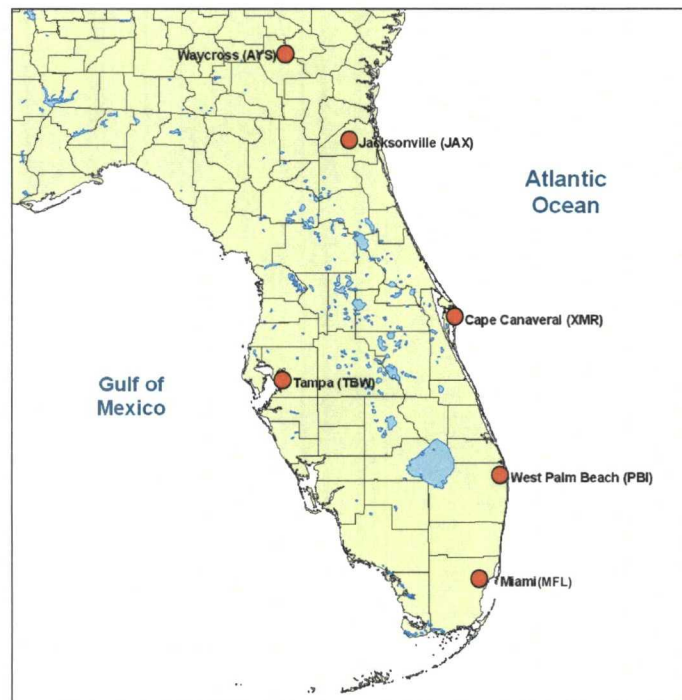 Waycross (AYS)
Jacksonville (JAX)
Atlantic
Ocean
Cape Canaveral (XMR)
Gulf of
Mexico
Tampa (TBW)
West Palm Beach (PBI)
Miami(MFL)